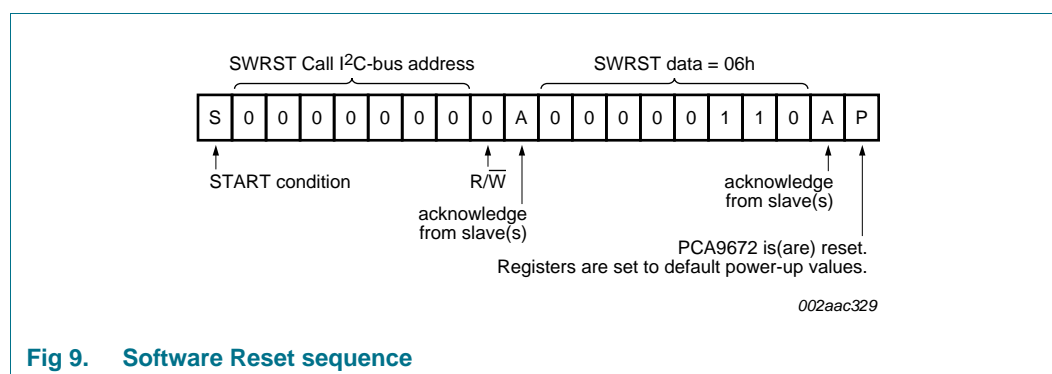 SWRST Call I²C-bus address SWRST data = 06h
S 0 0 0 0 0 0 0 0 A 0 0 0 0 0 1 1 0 A P
START condition R/W̅ acknowledge
acknowledge from slave(s)
from slave(s)
PCA9672 is(are) reset.
Registers are set to default power-up values.
002aac329
Fig 9. Software Reset sequence